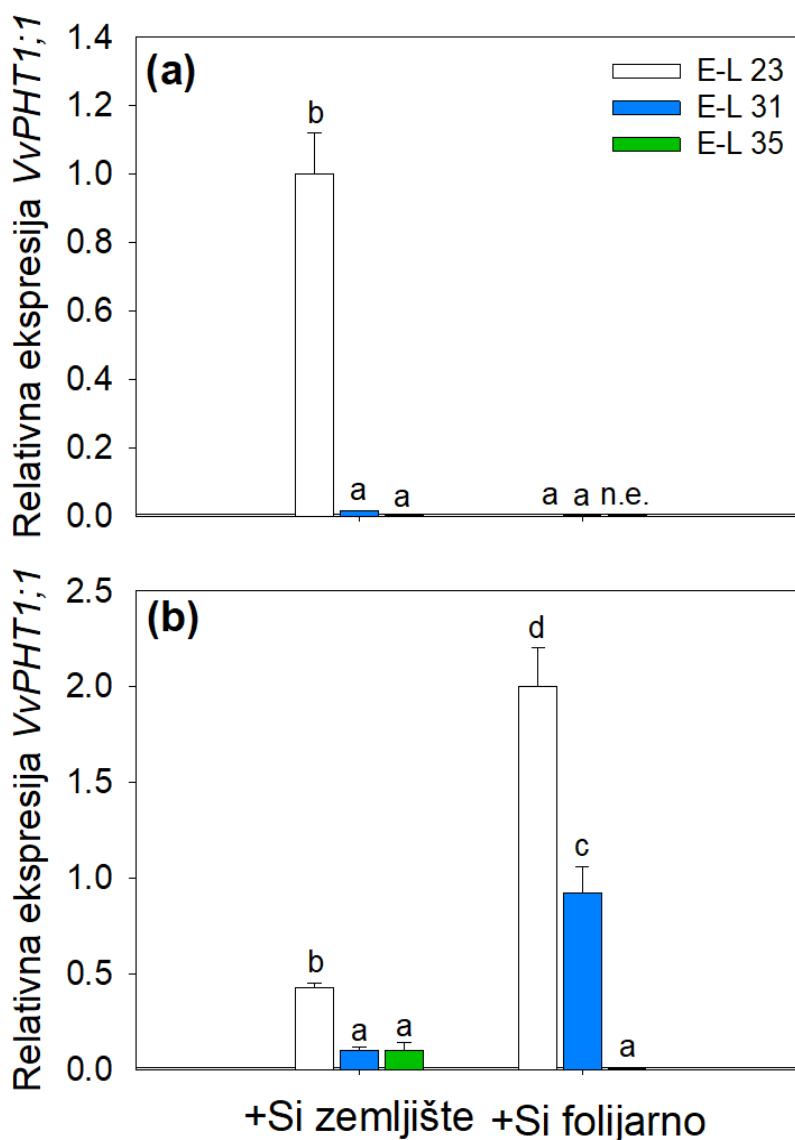 Relativna ekspresija VvPHT1;1
1.4
1.2
1.0
0.8
0.6
0.4
0.2
0.0
(a)
E-L 23
E-L 31
E-L 35
b
a
a
a
a
n.e.
Relativna ekspresija VvPHT1;1
2.5
2.0
1.5
1.0
0.5
0.0
(b)
b
a
a
d
c
a
+Si zemljište
+Si folijarno